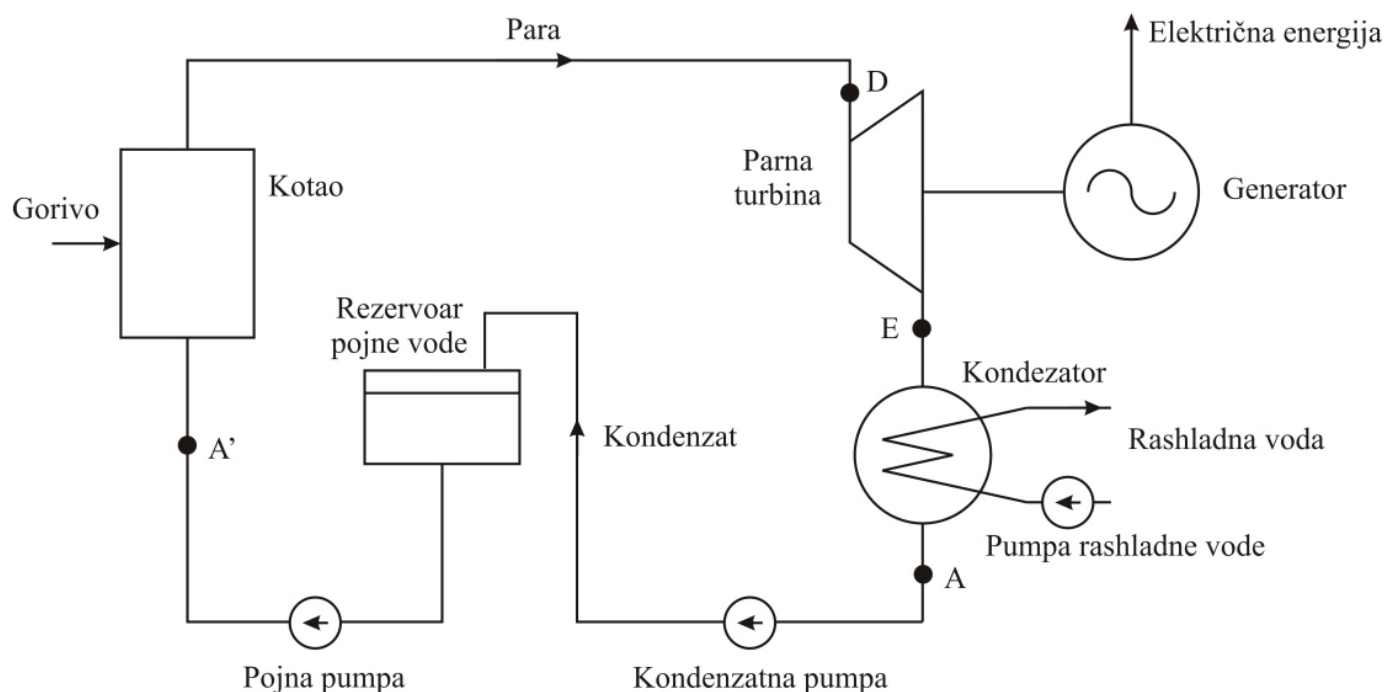 Para
Električna energija
D
Parna
turbina
Kotao
Gorivo
Generator
Rezervoar
pojne vode
E
Kondezator
Kondenzat
Rashladna voda
A’
Pumpa rashladne vode
A
Pojna pumpa
Kondenzatna pumpa